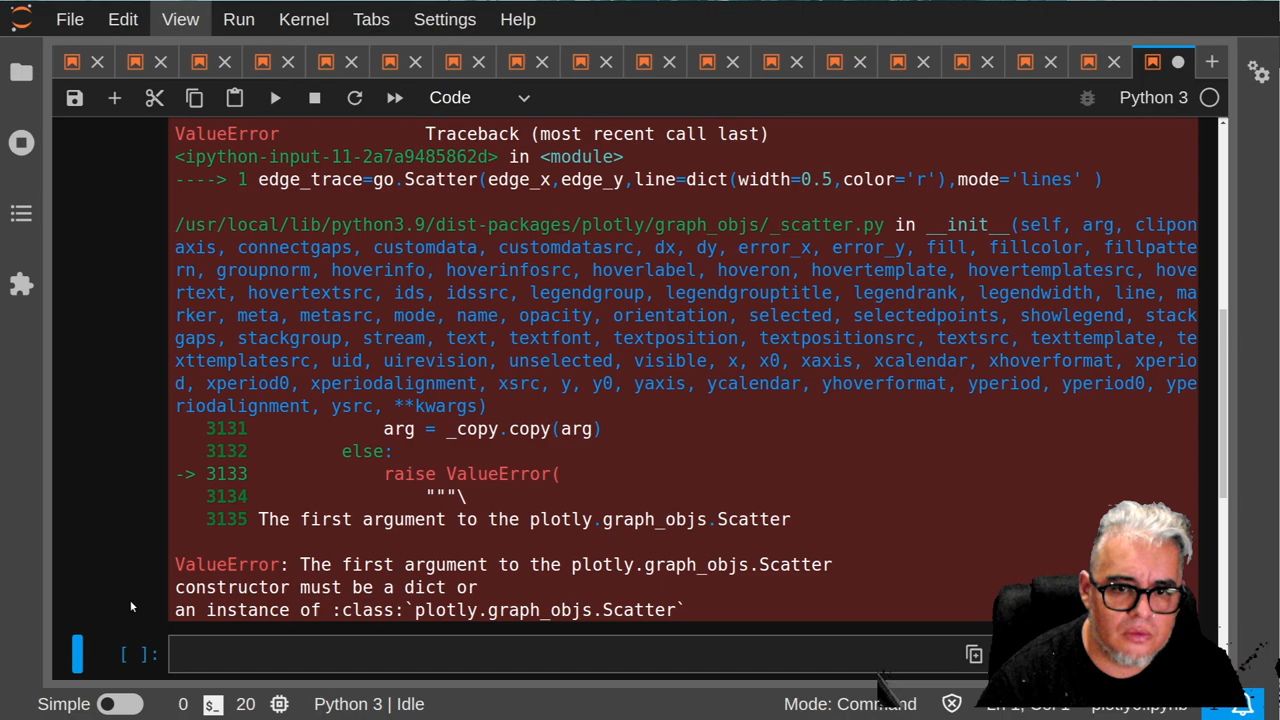 File Edit View Run Kernel Tabs Settings Help
Code Python 3
ValueError Traceback (most recent call last)
<ipython-input-11-2a7a9485862d> in <module>
----> 1 edge_trace=go.Scatter(edge_x,edge_y,line=dict(width=0.5,color='r'),mode='lines' )
/usr/local/lib/python3.9/dist-packages/plotly/graph_objs/_scatter.py in __init__(self, arg, clipon
axis, connectgaps, customdata, customdatasrc, dx, dy, error_x, error_y, fill, fillcolor, fillpatte
rn, groupnorm, hoverinfo, hoverinfosrc, hoverlabel, hoveron, hovertemplate, hovertemplatesrc, hove
rtext, hovertextsrc, ids, idssrc, legendgroup, legendgrouptitle, legendrank, legendwidth, line, ma
rker, meta, metasrc, mode, name, opacity, orientation, selected, selectedpoints, showlegend, stack
gaps, stackgroup, stream, text, textfont, textposition, textpositionsrc, textsrc, texttemplate, te
xttemplatesrc, uid, uirevision, unselected, visible, x, x0, xaxis, xcalendar, xhoverformat, xperio
d, xperiod0, xperiodalignment, xsrc, y, y0, yaxis, ycalendar, yhoverformat, yperiod, yperiod0, ype
riodalignment, ysrc, **kwargs)
3131 arg = _copy.copy(arg)
3132 else:
-> 3133 raise ValueError(
3134 """\
3135 The first argument to the plotly.graph_objs.Scatter
ValueError: The first argument to the plotly.graph_objs.Scatter
constructor must be a dict or
an instance of :class:`plotly.graph_objs.Scatter`
[ ]:
Simple 0 $_ 20 Python 3 | Idle Mode: Command